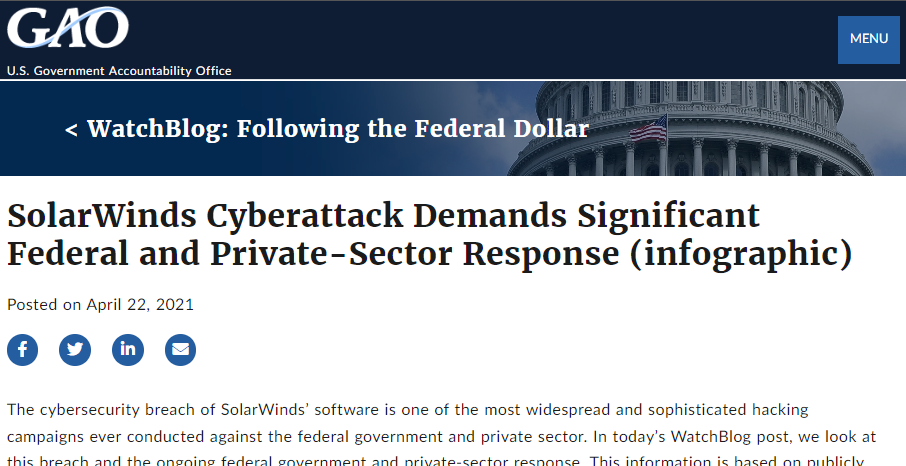 GAO
U.S. Government Accountability Office
MENU
< WatchBlog: Following the Federal Dollar
SolarWinds Cyberattack Demands Significant
Federal and Private-Sector Response (infographic)
Posted on April 22, 2021
The cybersecurity breach of SolarWinds’ software is one of the most widespread and sophisticated hacking
campaigns ever conducted against the federal government and private sector. In today’s WatchBlog post, we look at
this breach and the ongoing federal government and private-sector response. This information is based on publicly